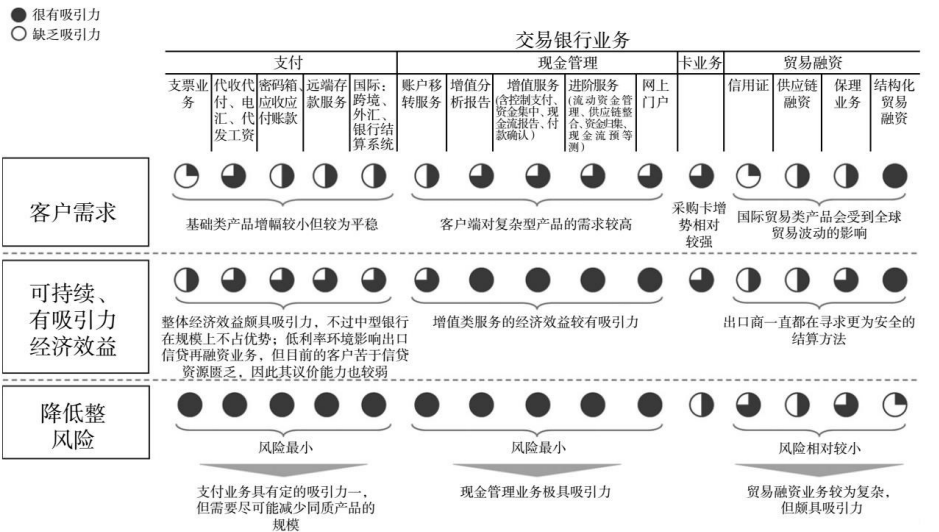 很有吸引力
缺乏吸引力
交易银行业务
支付
现金管理
卡业务
贸易融资
支票业
务
代收代
付、电
汇、代
发工资
密码箱、
应收应
付账款
远端存
款服务
国际：
跨境、
外汇、
银行结
算系统
账户移
转服务
增值分
析报告
增值服务
(含控制支付、
资金集中、现
金流报告、付
款确认)
进阶服务
(流动资金管
理、供应链整
合、资金归集、
现金流预等
测)
网上
门户
信用证
供应链
融资
保理
业务
结构化
贸易
融资
客户需求
基础类产品增幅较小但较为平稳
客户端对复杂型产品的需求较高
采购卡增
势相对
较强
国际贸易类产品会受到全球
贸易波动的影响
可持续、
有吸引力
经济效益
整体经济效益颇具吸引力，不过中型银行
在规模上不占优势；低利率环境影响出口
信贷再融资业务，但目前的客户苦于信贷
资源匮乏，因此其议价能力也较弱
增值类服务的经济效益较有吸引力
出口商一直都在寻求更为安全的
结算方法
降低整
风险
风险最小
风险最小
风险相对较小
支付业务具有定的吸引力一，
但需要尽可能减少同质产品的
规模
现金管理业务极具吸引力
贸易融资业务较为复杂，
但颇具吸引力